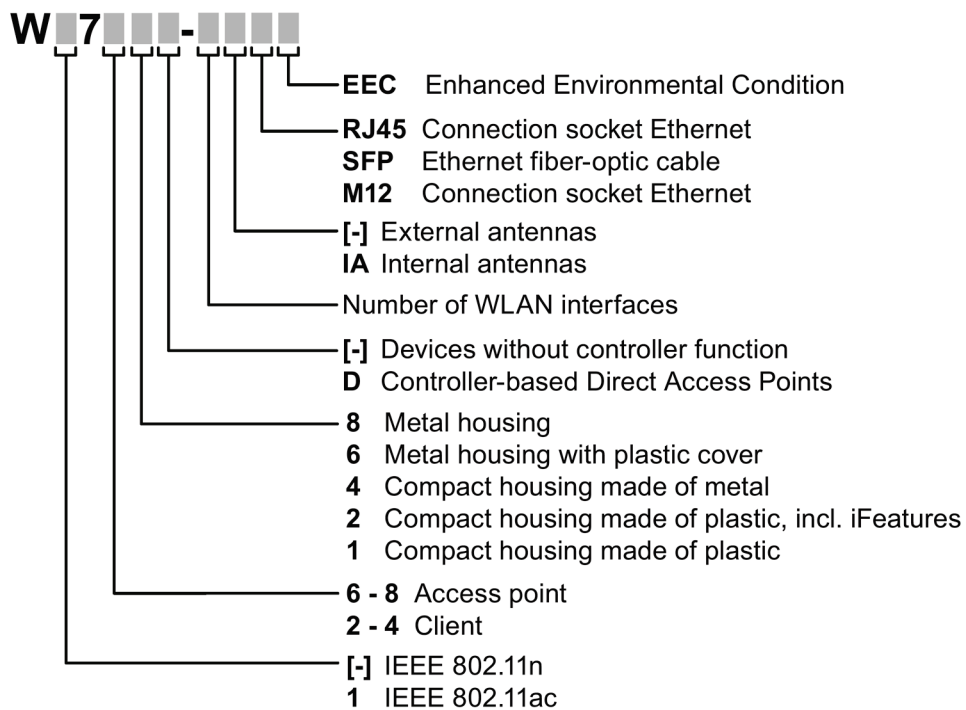 W 7 -
EEC Enhanced Environmental Condition
RJ45 Connection socket Ethernet
SFP Ethernet fiber-optic cable
M12 Connection socket Ethernet
[-] External antennas
IA Internal antennas
Number of WLAN interfaces
[-] Devices without controller function
D Controller-based Direct Access Points
8 Metal housing
6 Metal housing with plastic cover
4 Compact housing made of metal
2 Compact housing made of plastic, incl. iFeatures
1 Compact housing made of plastic
6 - 8 Access point
2 - 4 Client
[-] IEEE 802.11n
1 IEEE 802.11ac